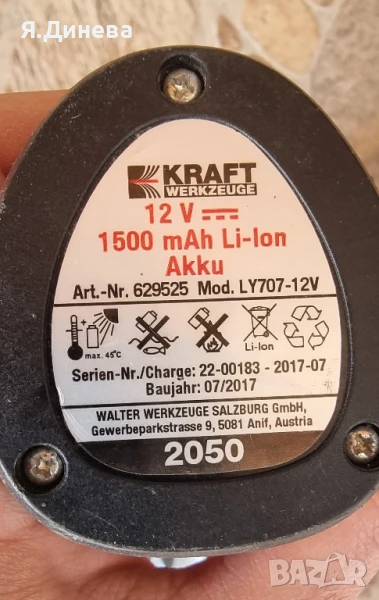 Я.Динева
KRAFT
WERKZEUGE
12 V
1500 mAh Li-Ion
Akku
Art.-Nr. 629525 Mod. LY707-12V
max. 45°C
Li-Ion
Serien-Nr./Charge: 22-00183 - 2017-07
Baujahr: 07/2017
WALTER WERKZEUGE SALZBURG GmbH,
Gewerbeparkstrasse 9, 5081 Anif, Austria
2050
BAZAR